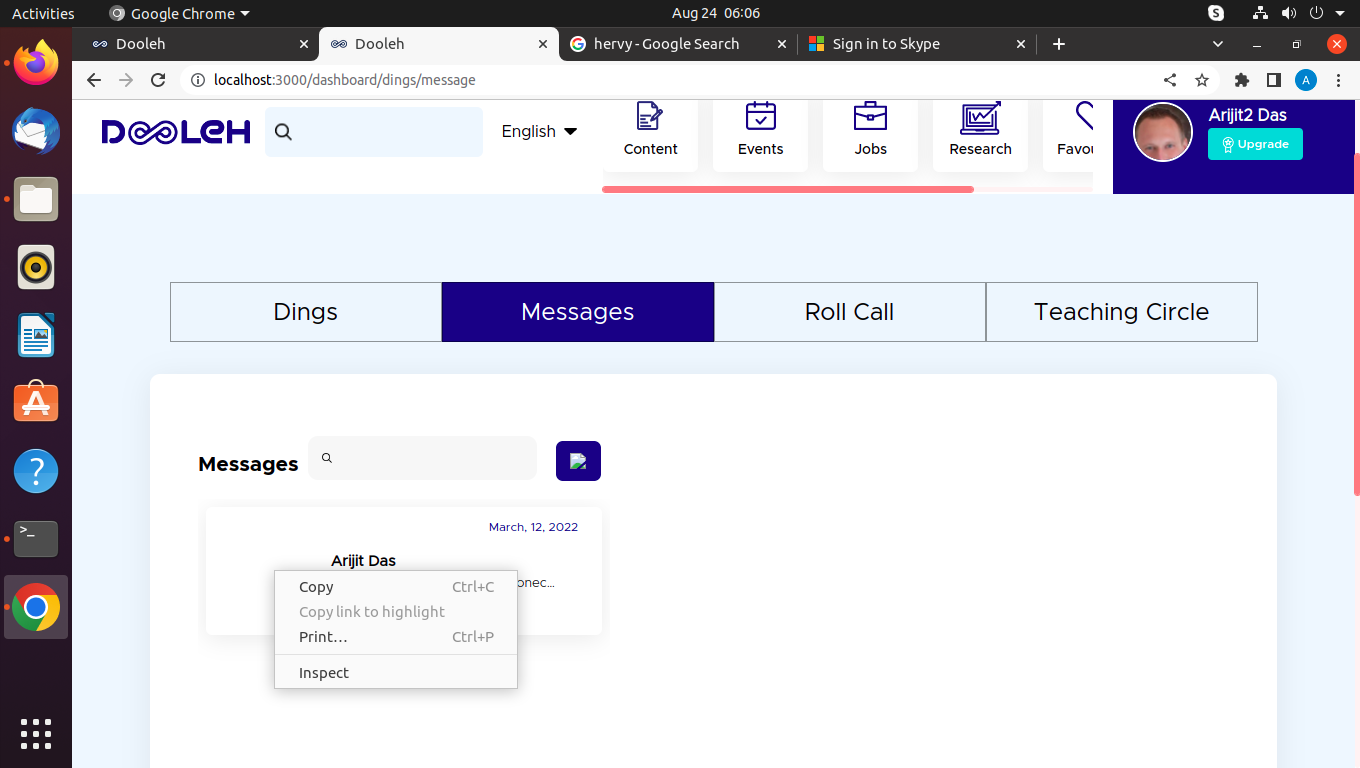 Activities
Google Chrome
Aug 24 06:06
S
Dooleh
Dooleh
hervy - Google Search
Sign in to Skype
localhost:3000/dashboard/dings/message
A
DOOLEH
English
Content
Events
Jobs
Research
Favou
Arijit2 Das
Upgrade
Dings
Messages
Roll Call
Teaching Circle
Messages
March, 12, 2022
Arijit Das
onec...
Copy Ctrl+C
Copy link to highlight
Print... Ctrl+P
Inspect